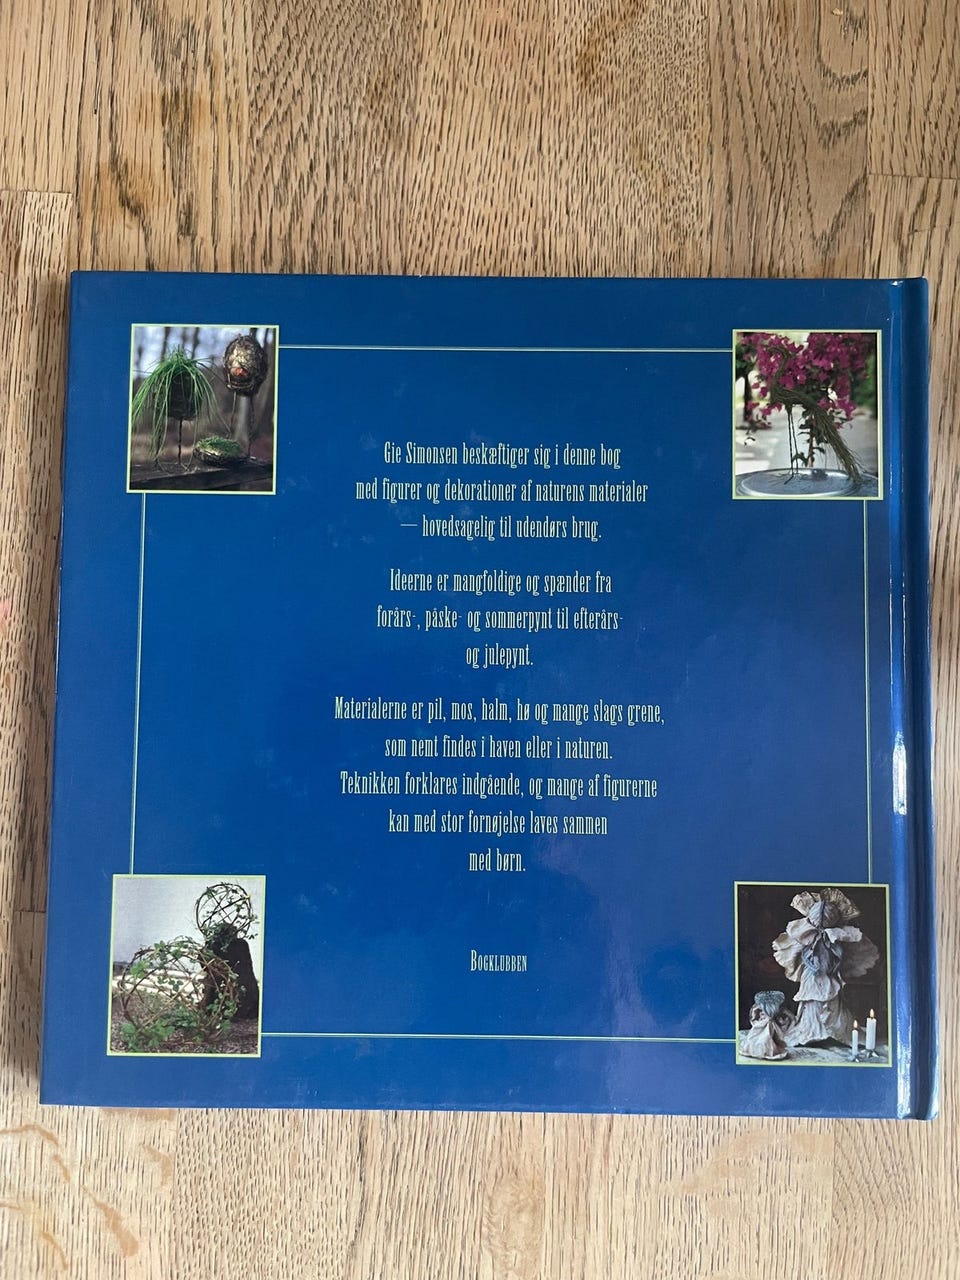 Gie Simonsen beskæftiger sig i denne bog
med figurer og dekorationer af naturens materialer
— hovedsagelig til udendørs brug.
Ideerne er mangfoldige og spænder fra
forårs-, påske- og sommerpynt til efterårs-
og julepynt.
Materialerne er pil, mos, halm, hø og mange slags grene,
som nemt findes i haven eller i naturen.
Teknikken forklares indgående, og mange af figurerne
kan med stor fornøjelse laves sammen
med børn.
BOGKLUBBEN